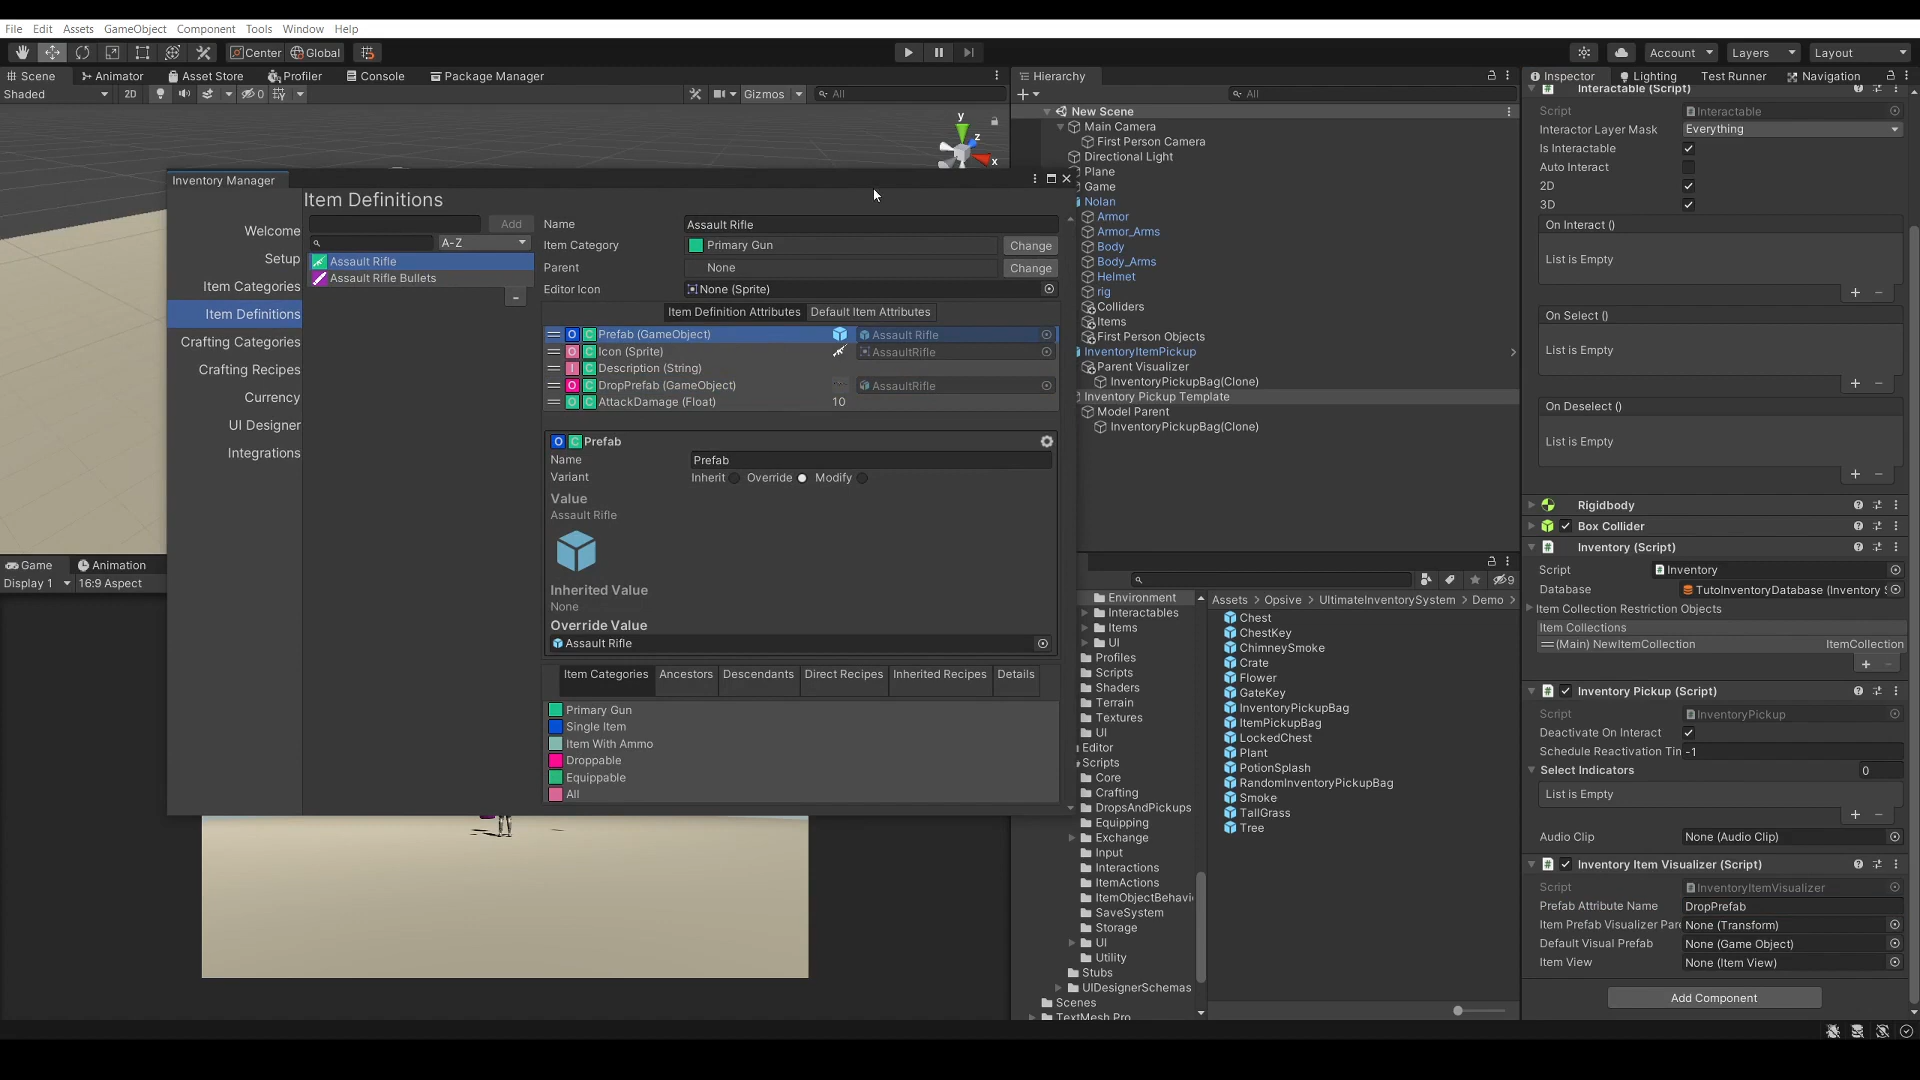 File Edit Assets GameObject Component Tools Window Help
Center Global Account Layers Layout
Scene Animator Asset Store Profiler Console Package Manager
Shaded 2D 0 Gizmos All
y
z
x
Inventory Manager
Welcome
Setup
Item Categories
Item Definitions
Crafting Categories
Crafting Recipes
Currency
UI Designer
Integrations
Item Definitions
Add
A-Z
Assault Rifle
Assault Rifle Bullets
Name Assault Rifle
Item Category Primary Gun Change
Parent None Change
Editor Icon None (Sprite)
Item Definition Attributes Default Item Attributes
O C Prefab (GameObject) Assault Rifle
O C Icon (Sprite) AssaultRifle
I C Description (String)
O C DropPrefab (GameObject) AssaultRifle
O C AttackDamage (Float) 10
O C Prefab
Name Prefab
Variant Inherit Override Modify
Value
Assault Rifle
Inherited Value
None
Override Value
Assault Rifle
Item Categories Ancestors Descendants Direct Recipes Inherited Recipes Details
Primary Gun
Single Item
Item With Ammo
Droppable
Equippable
All
Game Animation
Display 1 16:9 Aspect
Hierarchy
All
New Scene
Main Camera
First Person Camera
Directional Light
Plane
Game
Nolan
Armor
Armor_Arms
Body
Body_Arms
Helmet
rig
Colliders
Items
First Person Objects
InventoryItemPickup
Parent Visualizer
InventoryPickupBag(Clone)
Inventory Pickup Template
Model Parent
InventoryPickupBag(Clone)
9
Environment
Interactables
Items
UI
Profiles
Scripts
Shaders
Terrain
Textures
UI
Editor
Scripts
Core
Crafting
DropsAndPickups
Equipping
Exchange
Input
Interactions
ItemActions
ItemObjectBehavi
SaveSystem
Storage
UI
Utility
Stubs
UIDesignerSchemas
Scenes
TextMesh Pro
Assets > Opsive > UltimateInventorySystem > Demo >
Chest
ChestKey
ChimneySmoke
Crate
Flower
GateKey
InventoryPickupBag
ItemPickupBag
LockedChest
Plant
PotionSplash
RandomInventoryPickupBag
Smoke
TallGrass
Tree
Inspector Lighting Test Runner Navigation
Interactable (Script)
Script Interactable
Interactor Layer Mask Everything
Is Interactable
Auto Interact
2D
3D
On Interact ()
List is Empty
On Select ()
List is Empty
On Deselect ()
List is Empty
Rigidbody
Box Collider
Inventory (Script)
Script Inventory
Database TutoInventoryDatabase (Inventory
Item Collection Restriction Objects
Item Collections
(Main) NewItemCollection ItemCollection
Inventory Pickup (Script)
Script InventoryPickup
Deactivate On Interact
Schedule Reactivation Tin -1
Select Indicators 0
List is Empty
Audio Clip None (Audio Clip)
Inventory Item Visualizer (Script)
Script InventoryItemVisualizer
Prefab Attribute Name DropPrefab
Item Prefab Visualizer Par None (Transform)
Default Visual Prefab None (Game Object)
Item View None (Item View)
Add Component